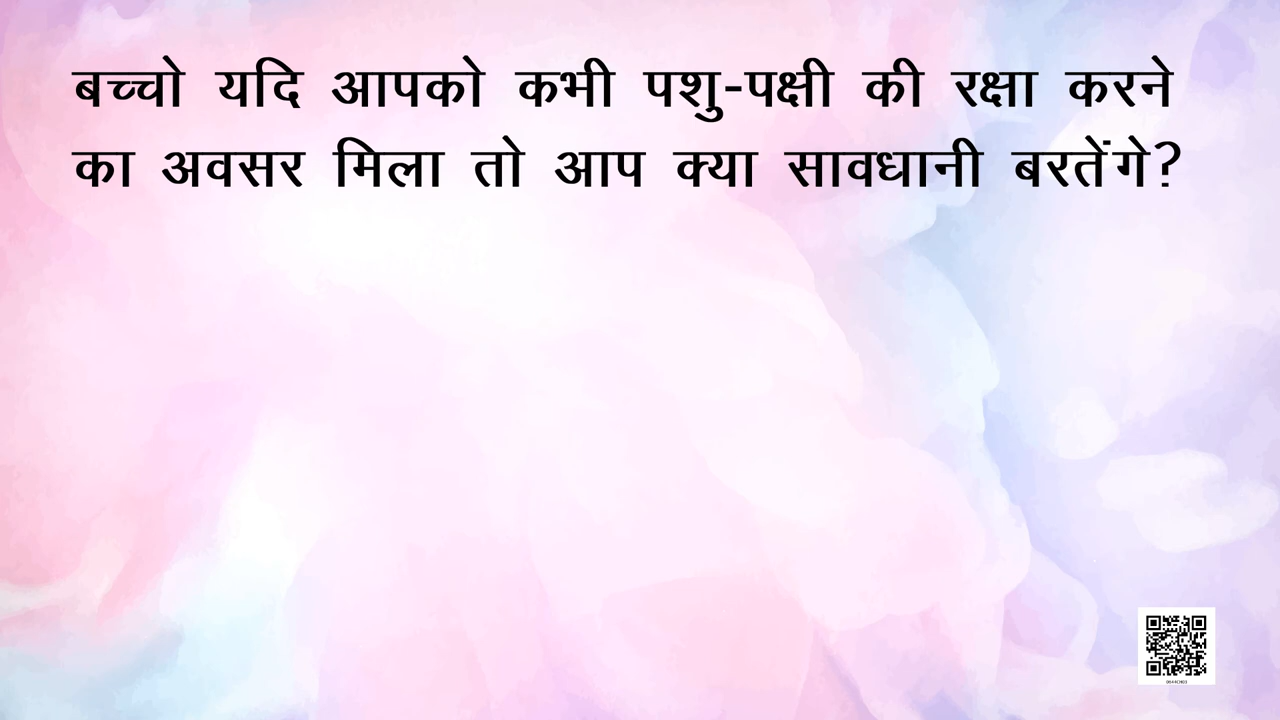 बच्चो यदि आपको कभी पशु-पक्षी की रक्षा करने
का अवसर मिला तो आप क्या सावधानी बरतेंगे?